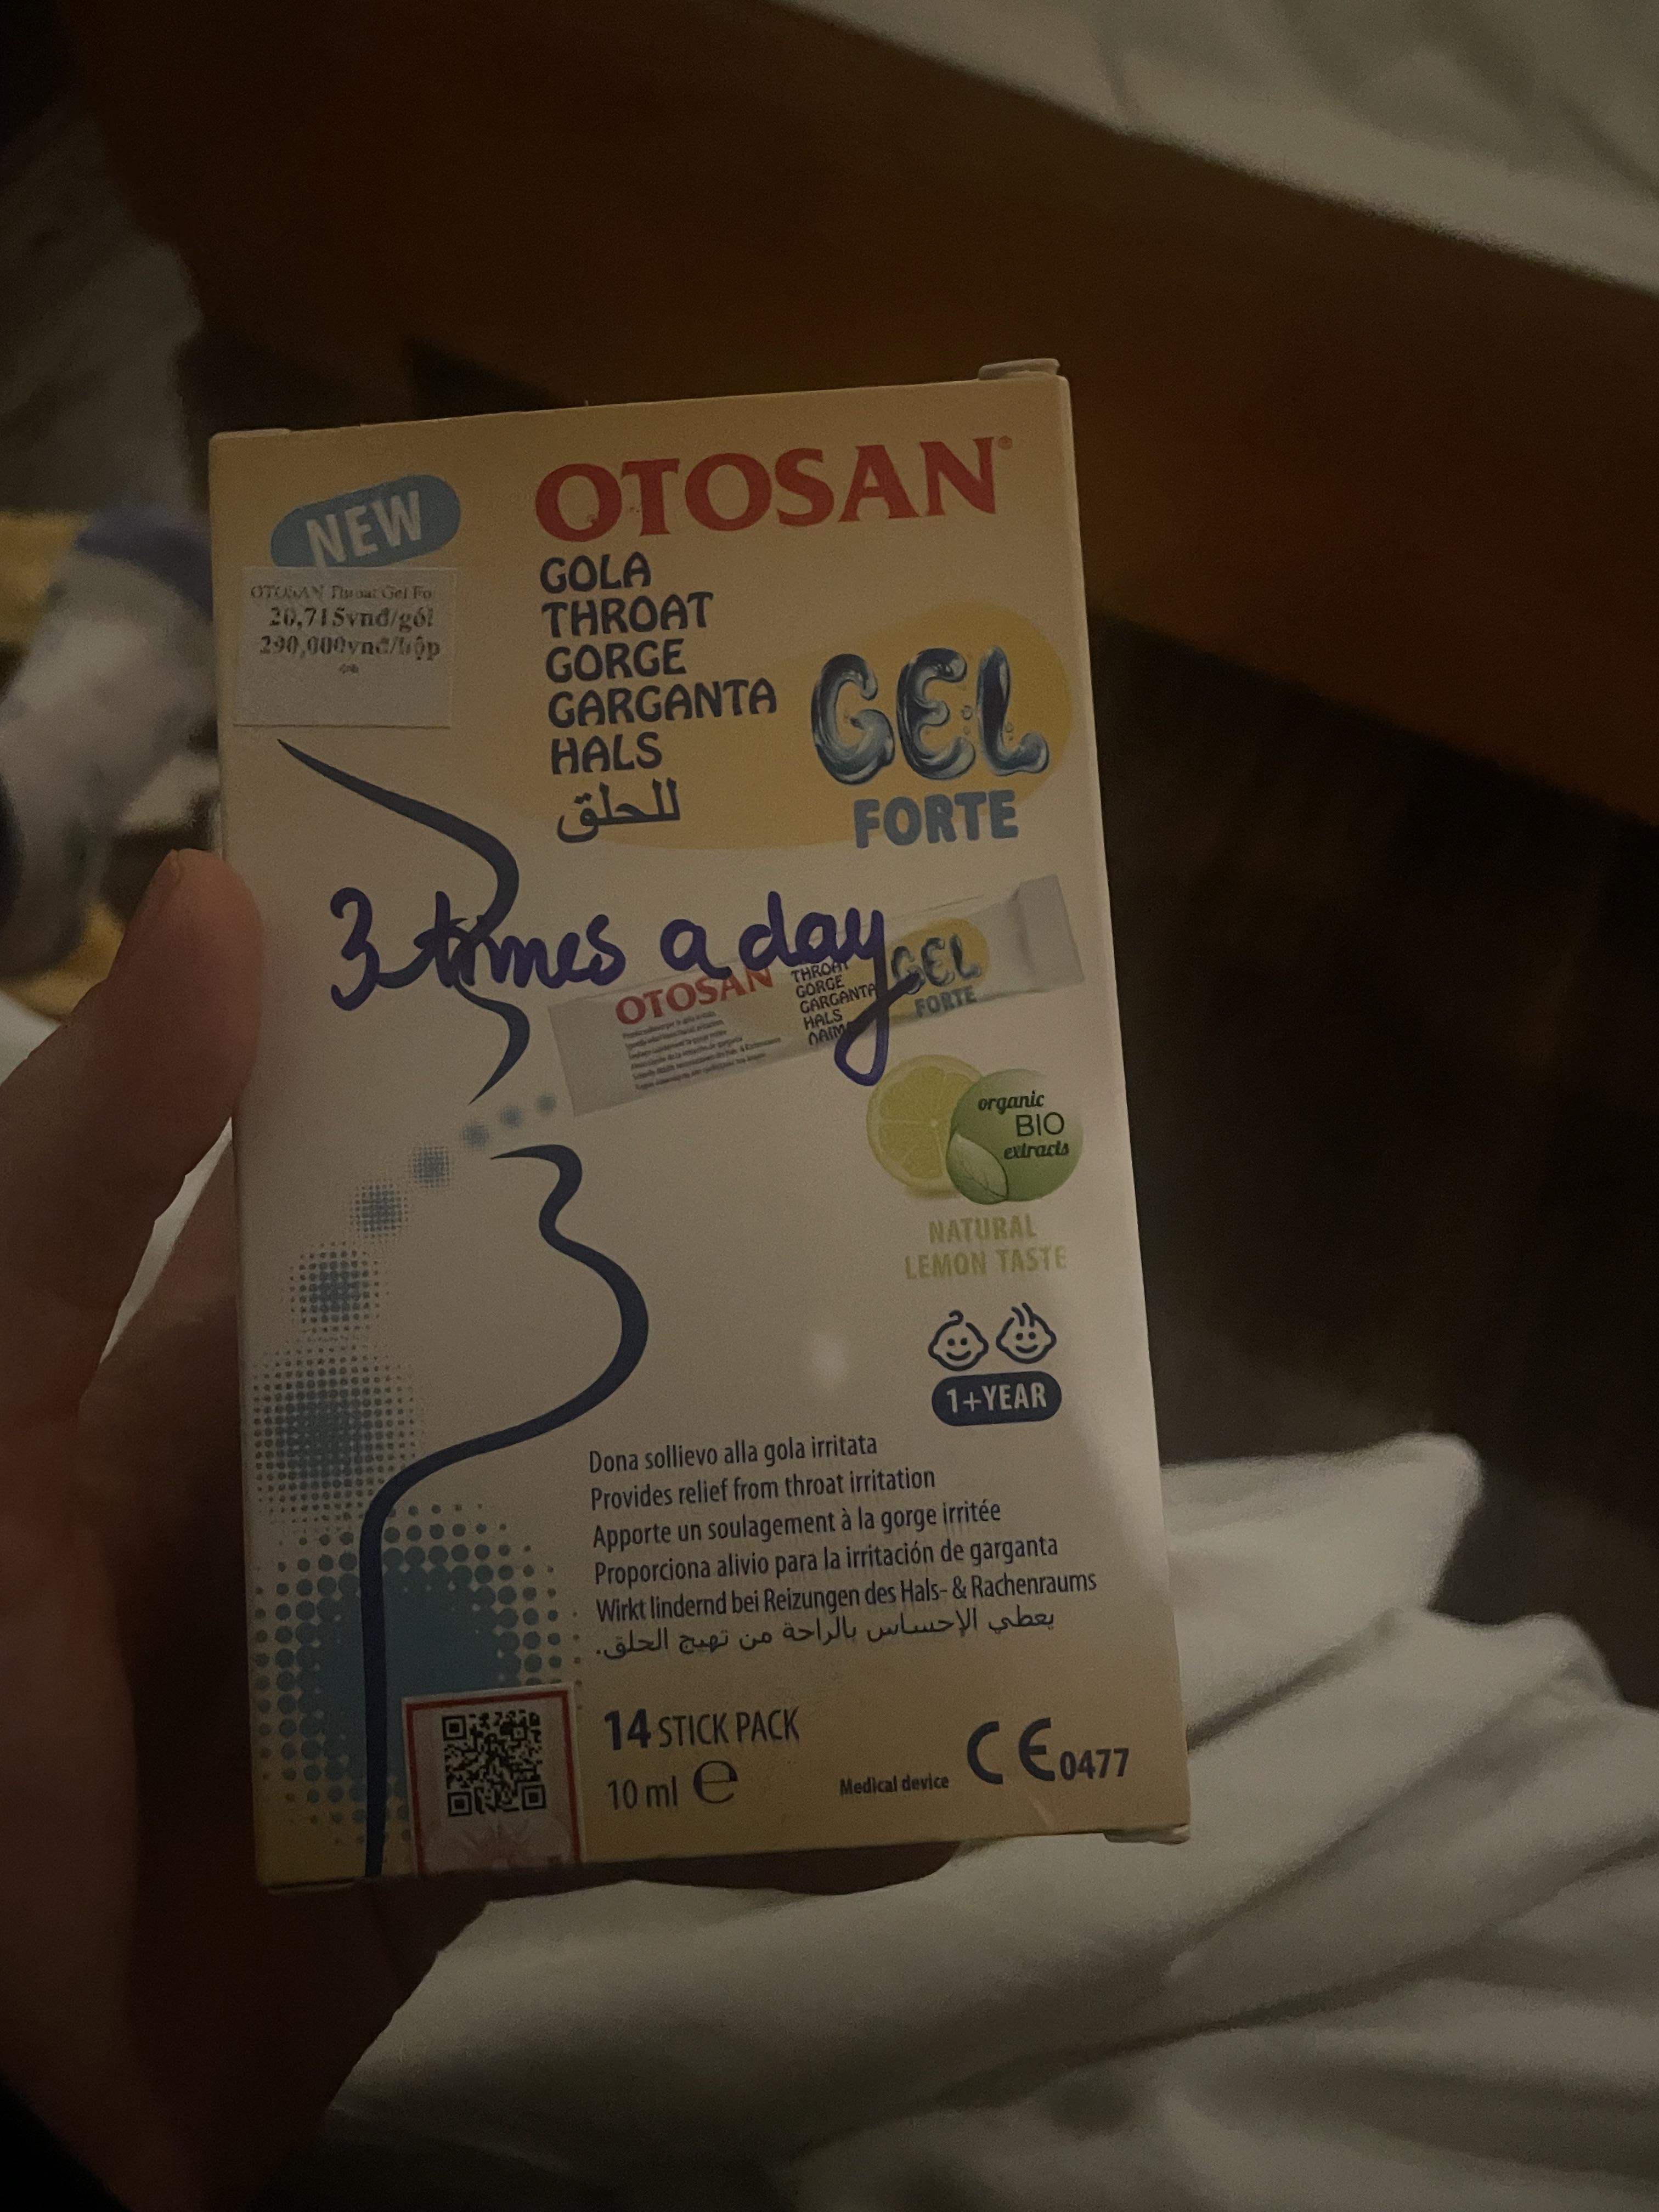 OTOSAN®
NEW
OTOSAN Throat Gel Fo
20,715vnđ/gói
290,000vnđ/hộp
GOLA
THROAT
GORGE
GARGANTA
HALS
للحلق
GEL
FORTE
3 times a day
OTOSAN
THROAT
GORGE
GARGANTA
HALS
GEL
FORTE
organic
BIO
extracts
NATURAL
LEMON TASTE
1+YEAR
Dona sollievo alla gola irritata
Provides relief from throat irritation
Apporte un soulagement à la gorge irritée
Proporciona alivio para la irritación de garganta
Wirkt lindernd bei Reizungen des Hals- & Rachenraums
يعطي الإحساس بالراحة من تهيج الحلق.
14 STICK PACK
10 ml ℮
Medical device CE 0477